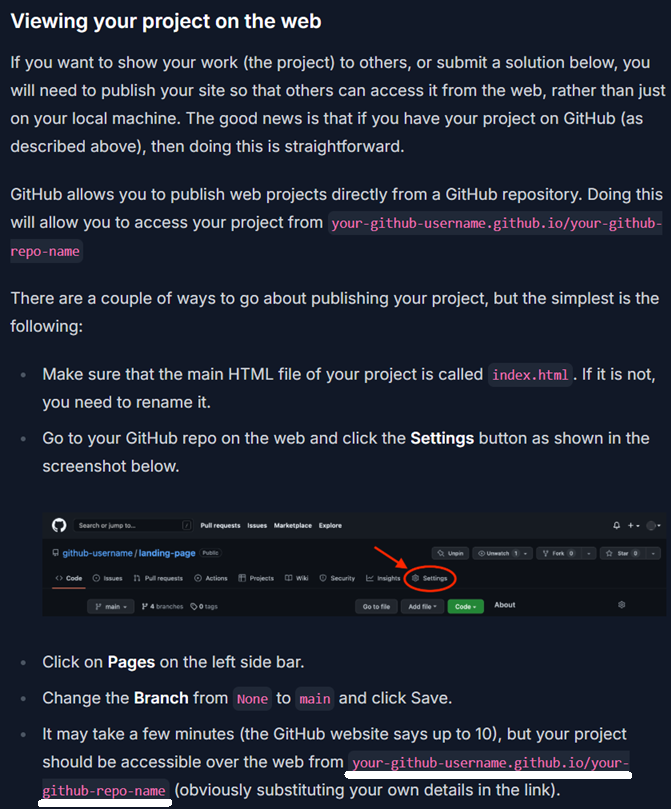 Viewing your project on the web
If you want to show your work (the project) to others, or submit a solution below, you
will need to publish your site so that others can access it from the web, rather than just
on your local machine. The good news is that if you have your project on GitHub (as
described above), then doing this is straightforward.
GitHub allows you to publish web projects directly from a GitHub repository. Doing this
will allow you to access your project from your-github-username.github.io/your-github-
repo-name
There are a couple of ways to go about publishing your project, but the simplest is the
following:
Make sure that the main HTML file of your project is called index.html. If it is not,
you need to rename it.
Go to your GitHub repo on the web and click the Settings button as shown in the
screenshot below.
Search or jump to... / Pull requests Issues Marketplace Explore
github-username / landing-page Public Unpin Unwatch 1 Fork 0 Star 0
Code Issues Pull requests Actions Projects Wiki Security Insights Settings
main 4 branches 0 tags Go to file Add file Code About
Click on Pages on the left side bar.
Change the Branch from None to main and click Save.
It may take a few minutes (the GitHub website says up to 10), but your project
should be accessible over the web from your-github-username.github.io/your-
github-repo-name (obviously substituting your own details in the link).